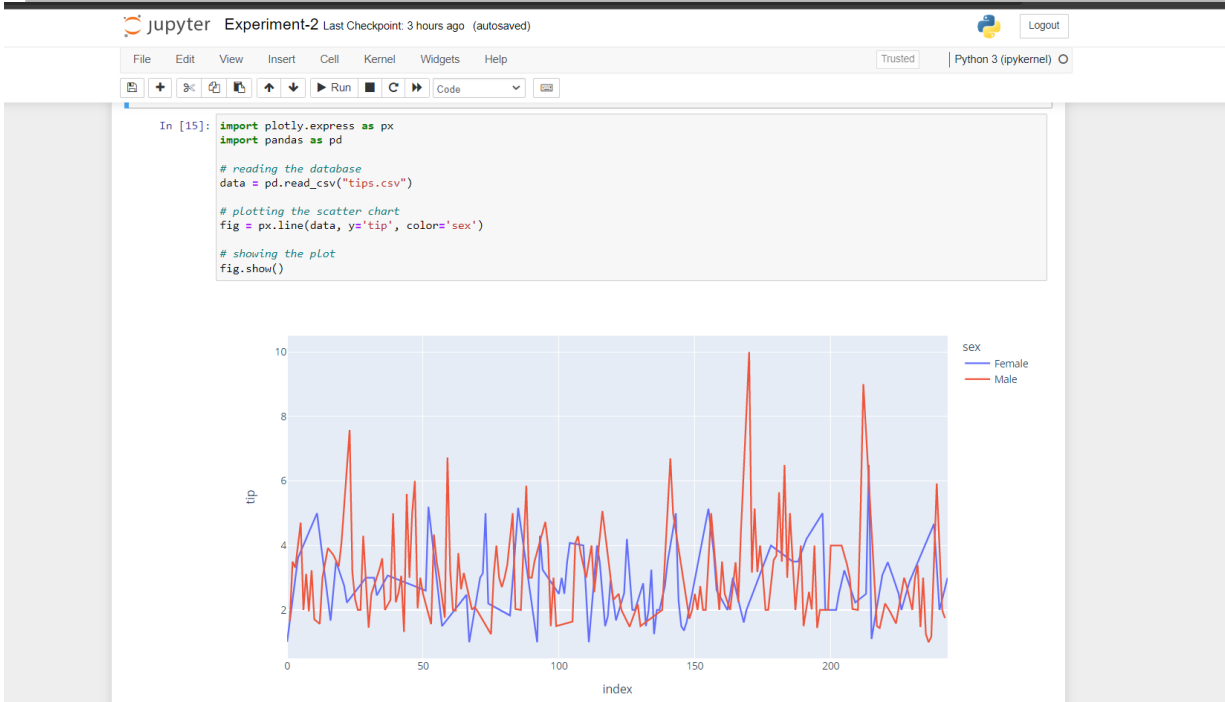 jupyter Experiment-2 Last Checkpoint: 3 hours ago (autosaved)
Logout
File Edit View Insert Cell Kernel Widgets Help
Trusted
Python 3 (ipykernel)
Run
Code
In [15]:
import plotly.express as px
import pandas as pd
# reading the database
data = pd.read_csv("tips.csv")
# plotting the scatter chart
fig = px.line(data, y='tip', color='sex')
# showing the plot
fig.show()
sex
Female
Male
10
8
6
4
2
tip
0 50 100 150 200
index